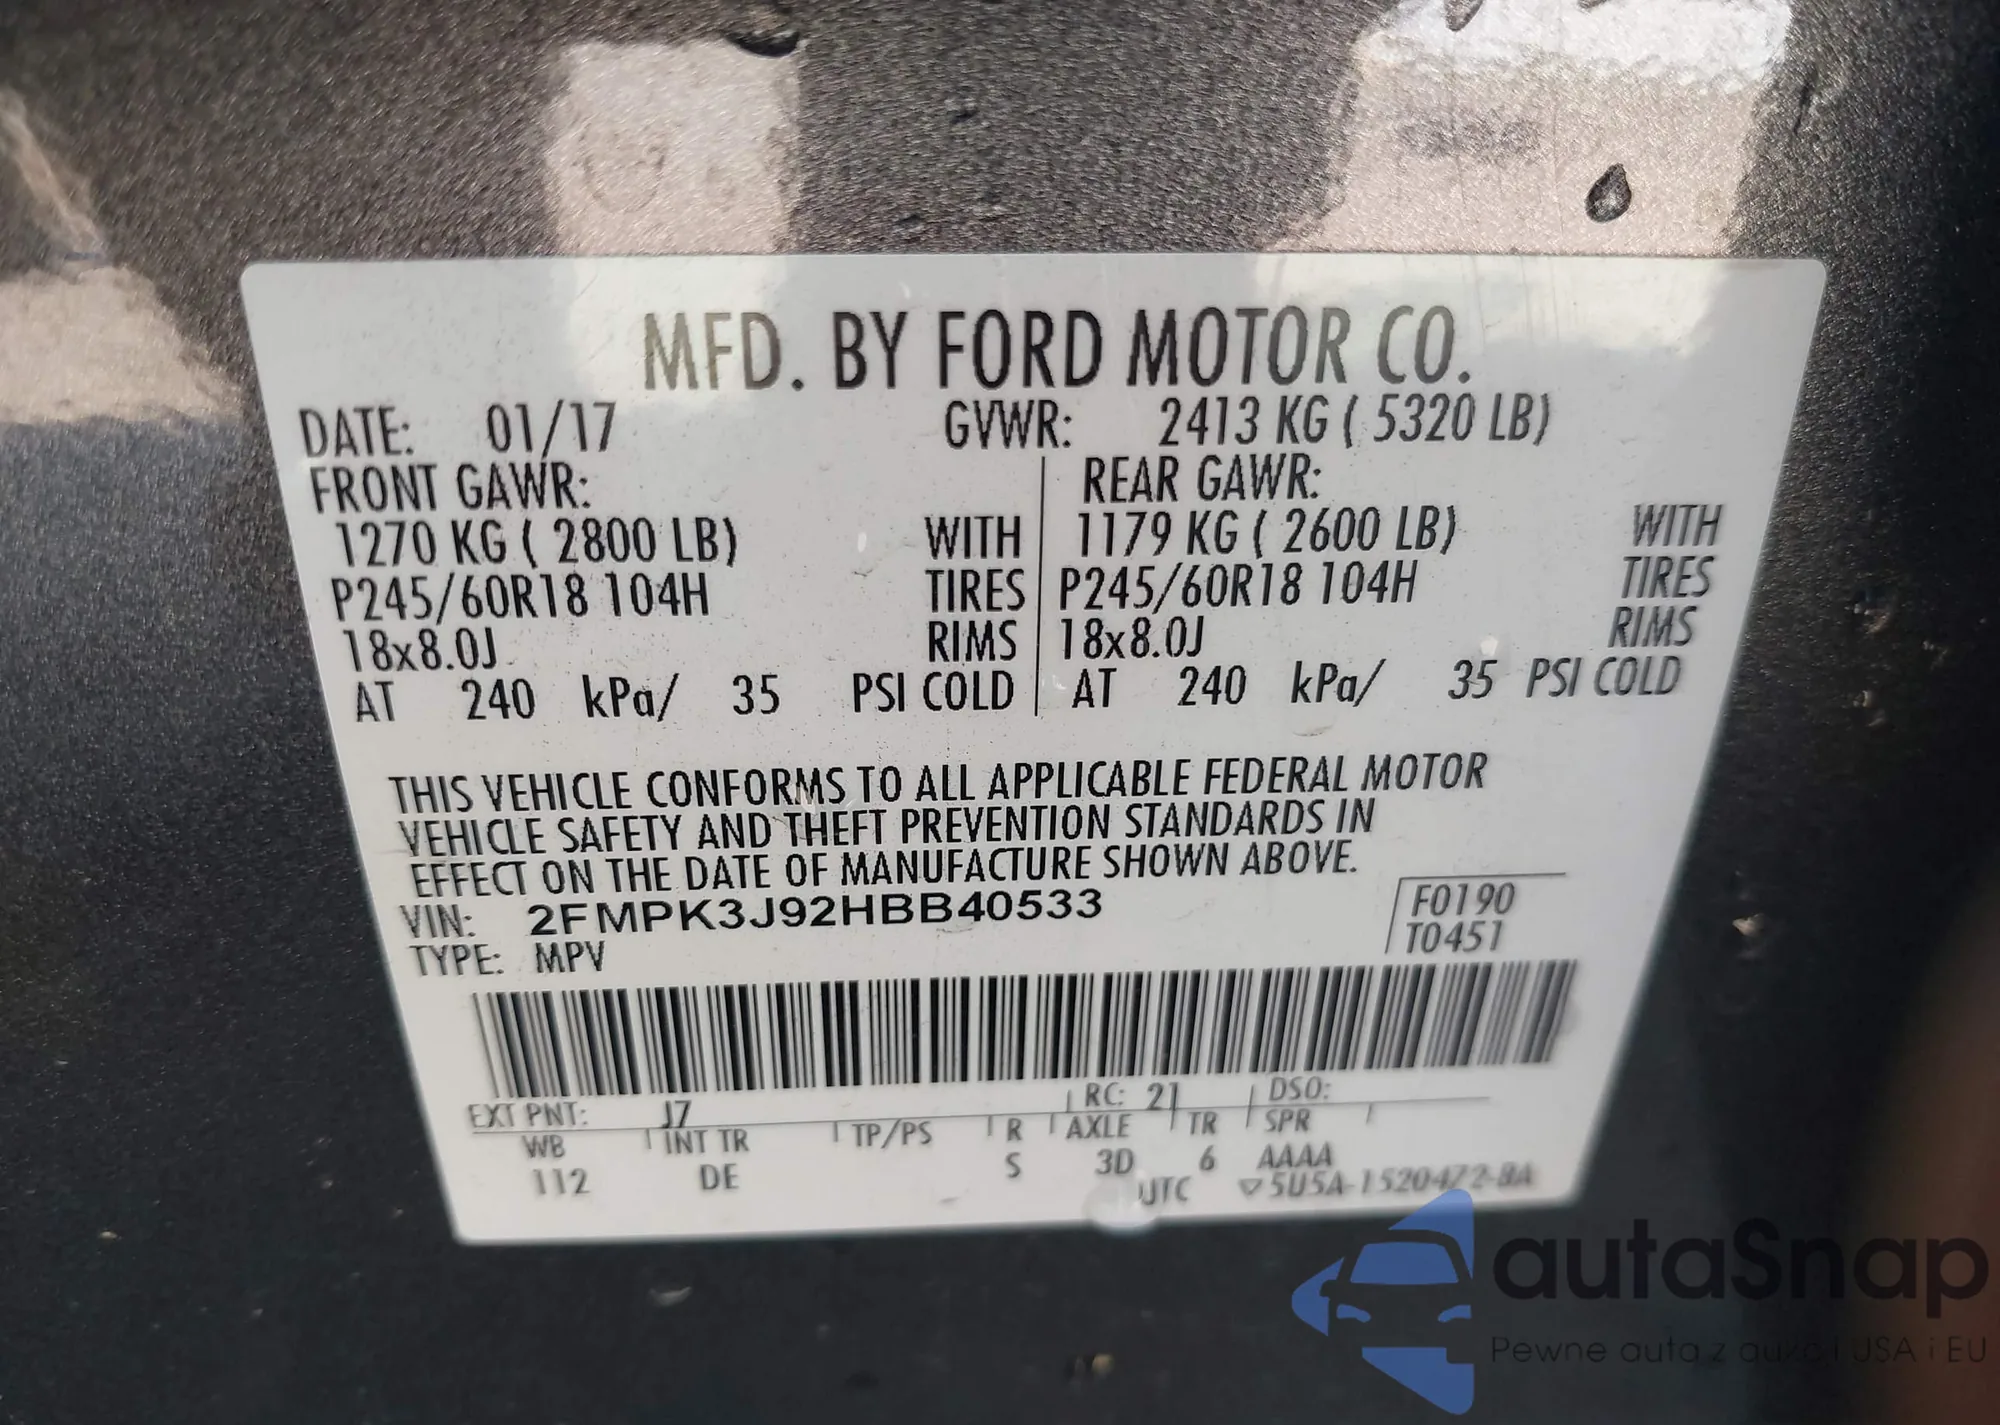 MFD. BY FORD MOTOR CO.
DATE: 01/17 GVWR: 2413 KG ( 5320 LB)
FRONT GAWR: REAR GAWR:
1270 KG ( 2800 LB) WITH 1179 KG ( 2600 LB) WITH
P245/60R18 104H TIRES P245/60R18 104H TIRES
18x8.0J RIMS 18x8.0J RIMS
AT 240 kPa/ 35 PSI COLD AT 240 kPa/ 35 PSI COLD
THIS VEHICLE CONFORMS TO ALL APPLICABLE FEDERAL MOTOR
VEHICLE SAFETY AND THEFT PREVENTION STANDARDS IN
EFFECT ON THE DATE OF MANUFACTURE SHOWN ABOVE.
VIN: 2FMPK3J92HBB40533 F0190
TYPE: MPV T0451
EXT PNT: J7 RC: 21 DSO:
WB INT TR TP/PS R AXLE TR SPR
112 DE S 3D 6 AAAA
UTC ▽5U5A-1520472-BA
autaSnap
Pewne auta z aukcji USA i EU